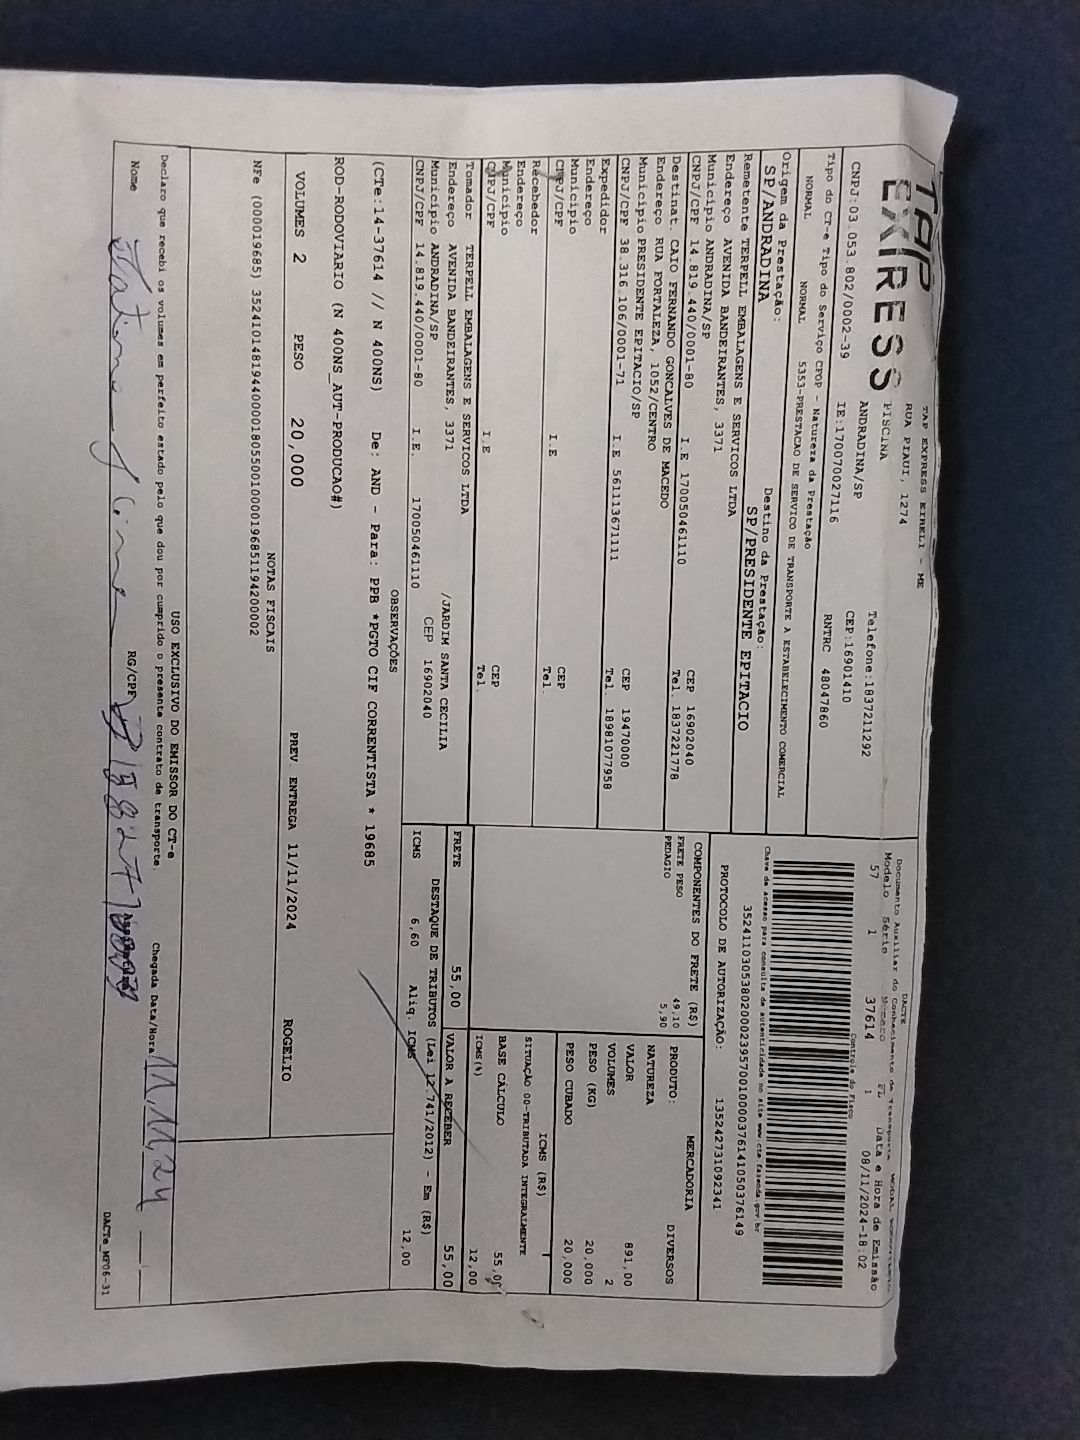 TAP
EXPRESS
TAP EXPRESS EIRELI - ME
RUA PIAUI, 1274
PISCINA
ANDRADINA/SP
CNPJ:03.053.802/0002-39
IE:170070027116
Telefone:1837211292
CEP:16901410
RNTRC 48047860
Tipo do CT-e Tipo do Serviço CFOP - Natureza da Prestação
NORMAL NORMAL 5353-PRESTACAO DE SERVICO DE TRANSPORTE A ESTABELECIMENTO COMERCIAL
Origem da Prestação: Destino da Prestação:
SP/ANDRADINA SP/PRESIDENTE EPITACIO
Remetente TERPELL EMBALAGENS E SERVICOS LTDA
Endereço AVENIDA BANDEIRANTES, 3371
Município ANDRADINA/SP CEP 16902040
CNPJ/CPF 14.819.440/0001-80 I.E 170050461110 Tel. 1837221778
Destinat. CAIO FERNANDO GONCALVES DE MACEDO
Endereço RUA FORTALEZA, 1052/CENTRO
Município PRESIDENTE EPITACIO/SP CEP 19470000
CNPJ/CPF 38.316.106/0001-71 I.E 561113671111 Tel. 18981077958
Expedidor
Endereço
Município CEP
CNPJ/CPF I.E Tel.
Recebedor
Endereço
Município CEP
CNPJ/CPF I.E Tel.
Tomador TERPELL EMBALAGENS E SERVICOS LTDA
Endereço AVENIDA BANDEIRANTES, 3371 /JARDIM SANTA CECILIA
Município ANDRADINA/SP CEP 16902040
CNPJ/CPF 14.819.440/0001-80 I.E. 170050461110
DACTE
Documento Auxiliar do Conhecimento de Transporte
Modelo Série Número FL Data e Hora de Emissão
57 1 37614 1 08/11/2024-18:02
Controle do Fisco
Chave de acesso para consulta de autenticidade no site www.cte.fazenda.gov.br
35241103053802000239570010000376141050376149
PROTOCOLO DE AUTORIZAÇÃO: 135242731092341
COMPONENTES DO FRETE (R$)
FRETE PESO 49,10
PEDAGIO 5,90
PRODUTO: MERCADORIA
NATUREZA DIVERSOS
VALOR 891,00
VOLUMES 2
PESO (KG) 20,000
PESO CUBADO 20,000
ICMS (R$)
SITUAÇÃO 00-TRIBUTADA INTEGRALMENTE
BASE CÁLCULO 55,00
ICMS(%) 12,00
FRETE 55,00 VALOR A RECEBER 55,00
DESTAQUE DE TRIBUTOS (Lei 12.741/2012) - Em (R$)
ICMS 6,60 Aliq. ICMS 12,00
OBSERVAÇÕES
(CTe:14-37614 // N 400NS) De: AND - Para: PPB *PGTO CIF CORRENTISTA * 19685
ROD-RODOVIARIO (N 400NS_AUT-PRODUCAO#)
VOLUMES 2 PESO 20,000 PREV. ENTREGA 11/11/2024 ROGELIO
NOTAS FISCAIS
NFe (000019685) 35241014819440000180550010000196851194200002
USO EXCLUSIVO DO EMISSOR DO CT-e
Declaro que recebi os volumes em perfeito estado pelo que dou por cumprido o presente contrato de transporte.
Chegada Data/Hora 11,11,24
Nome RG/CPF
DACTe_MP06-31